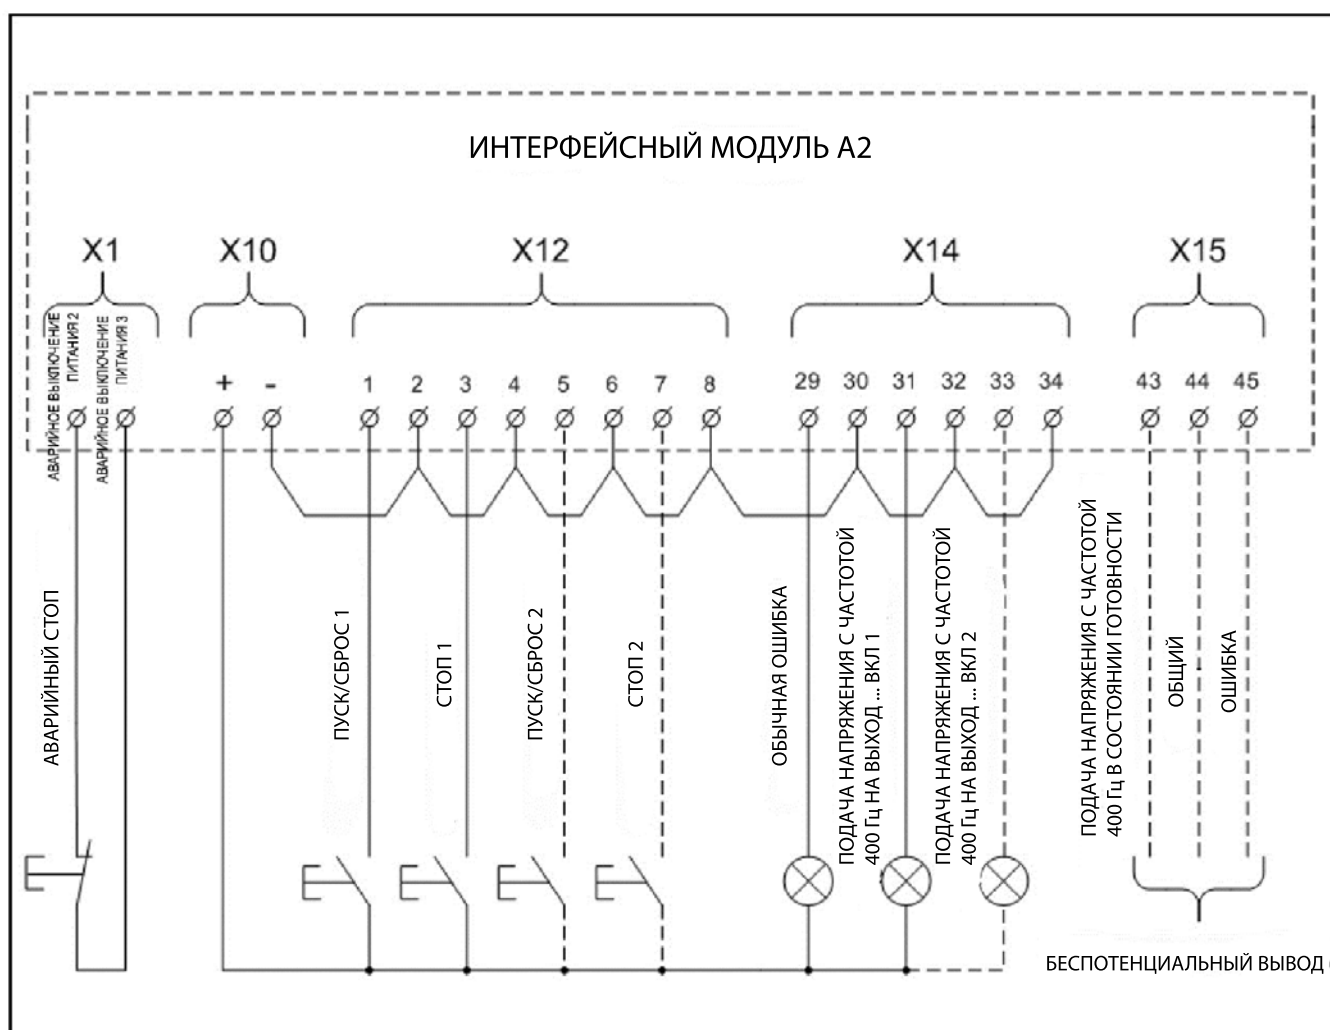 ИНТЕРФЕЙСНЫЙ МОДУЛЬ А2
X1
X10
X12
X14
X15
АВАРИЙНОЕ ВЫКЛЮЧЕНИЕ
ПИТАНИЯ 2
АВАРИЙНОЕ ВЫКЛЮЧЕНИЕ
ПИТАНИЯ 3
+
-
1
2
3
4
5
6
7
8
29
30
31
32
33
34
43
44
45
АВАРИЙНЫЙ СТОП
ПУСК/СБРОС 1
СТОП 1
ПУСК/СБРОС 2
СТОП 2
ОБЫЧНАЯ ОШИБКА
ПОДАЧА НАПРЯЖЕНИЯ С ЧАСТОТОЙ
400 Гц НА ВЫХОД ... ВКЛ 1
ПОДАЧА НАПРЯЖЕНИЯ С ЧАСТОТОЙ
400 Гц НА ВЫХОД ... ВКЛ 2
ПОДАЧА НАПРЯЖЕНИЯ С ЧАСТОТОЙ
400 Гц В СОСТОЯНИИ ГОТОВНОСТИ
ОБЩИЙ
ОШИБКА
БЕСПОТЕНЦИАЛЬНЫЙ ВЫВОД